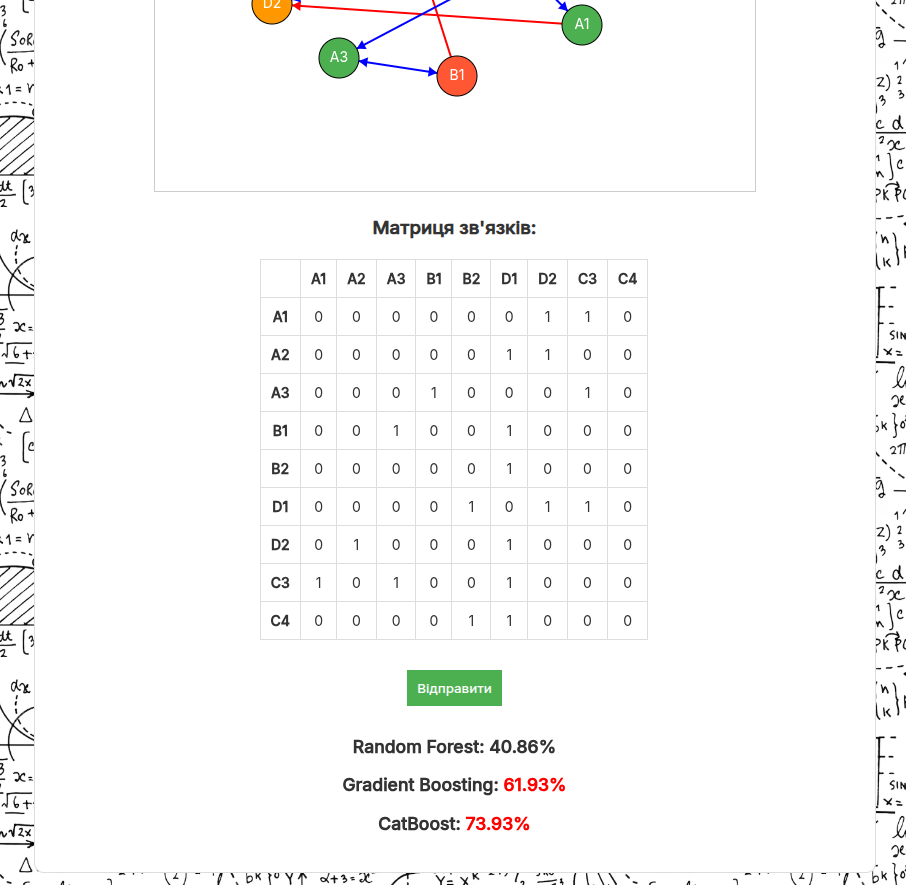 D2
A1
A3
B1
Матриця зв'язків:
A1 A2 A3 B1 B2 D1 D2 C3 C4
A1 0 0 0 0 0 0 1 1 0
A2 0 0 0 0 0 1 1 0 0
A3 0 0 0 1 0 0 0 1 0
B1 0 0 1 0 0 1 0 0 0
B2 0 0 0 0 0 1 0 0 0
D1 0 0 0 0 1 0 1 1 0
D2 0 1 0 0 0 1 0 0 0
C3 1 0 1 0 0 1 0 0 0
C4 0 0 0 0 1 1 0 0 0
Відправити
Random Forest: 40.86%
Gradient Boosting: 61.93%
CatBoost: 73.93%